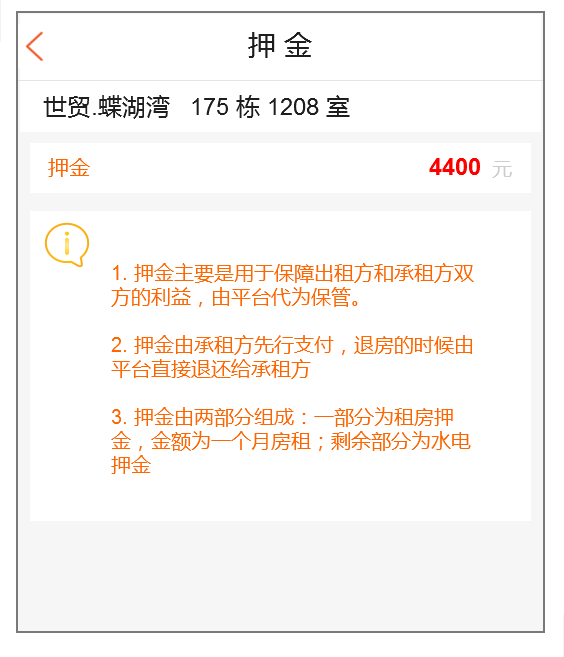 押 金
世贸.蝶湖湾 175 栋 1208 室
押金 4400 元
1. 押金主要是用于保障出租方和承租方双
方的利益，由平台代为保管。
2. 押金由承租方先行支付，退房的时候由
平台直接退还给承租方
3. 押金由两部分组成：一部分为租房押
金，金额为一个月房租；剩余部分为水电
押金